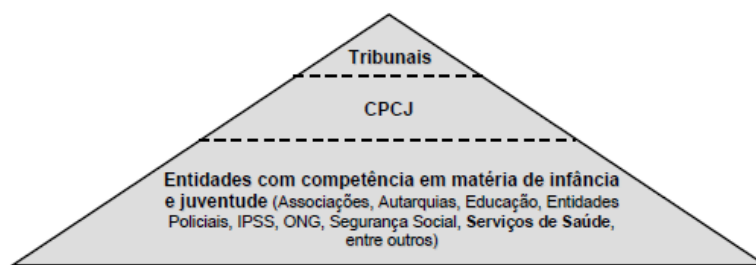 Tribunais
CPCJ
Entidades com competência em matéria de infância
e juventude (Associações, Autarquias, Educação, Entidades
Policiais, IPSS, ONG, Segurança Social, Serviços de Saúde,
entre outros)